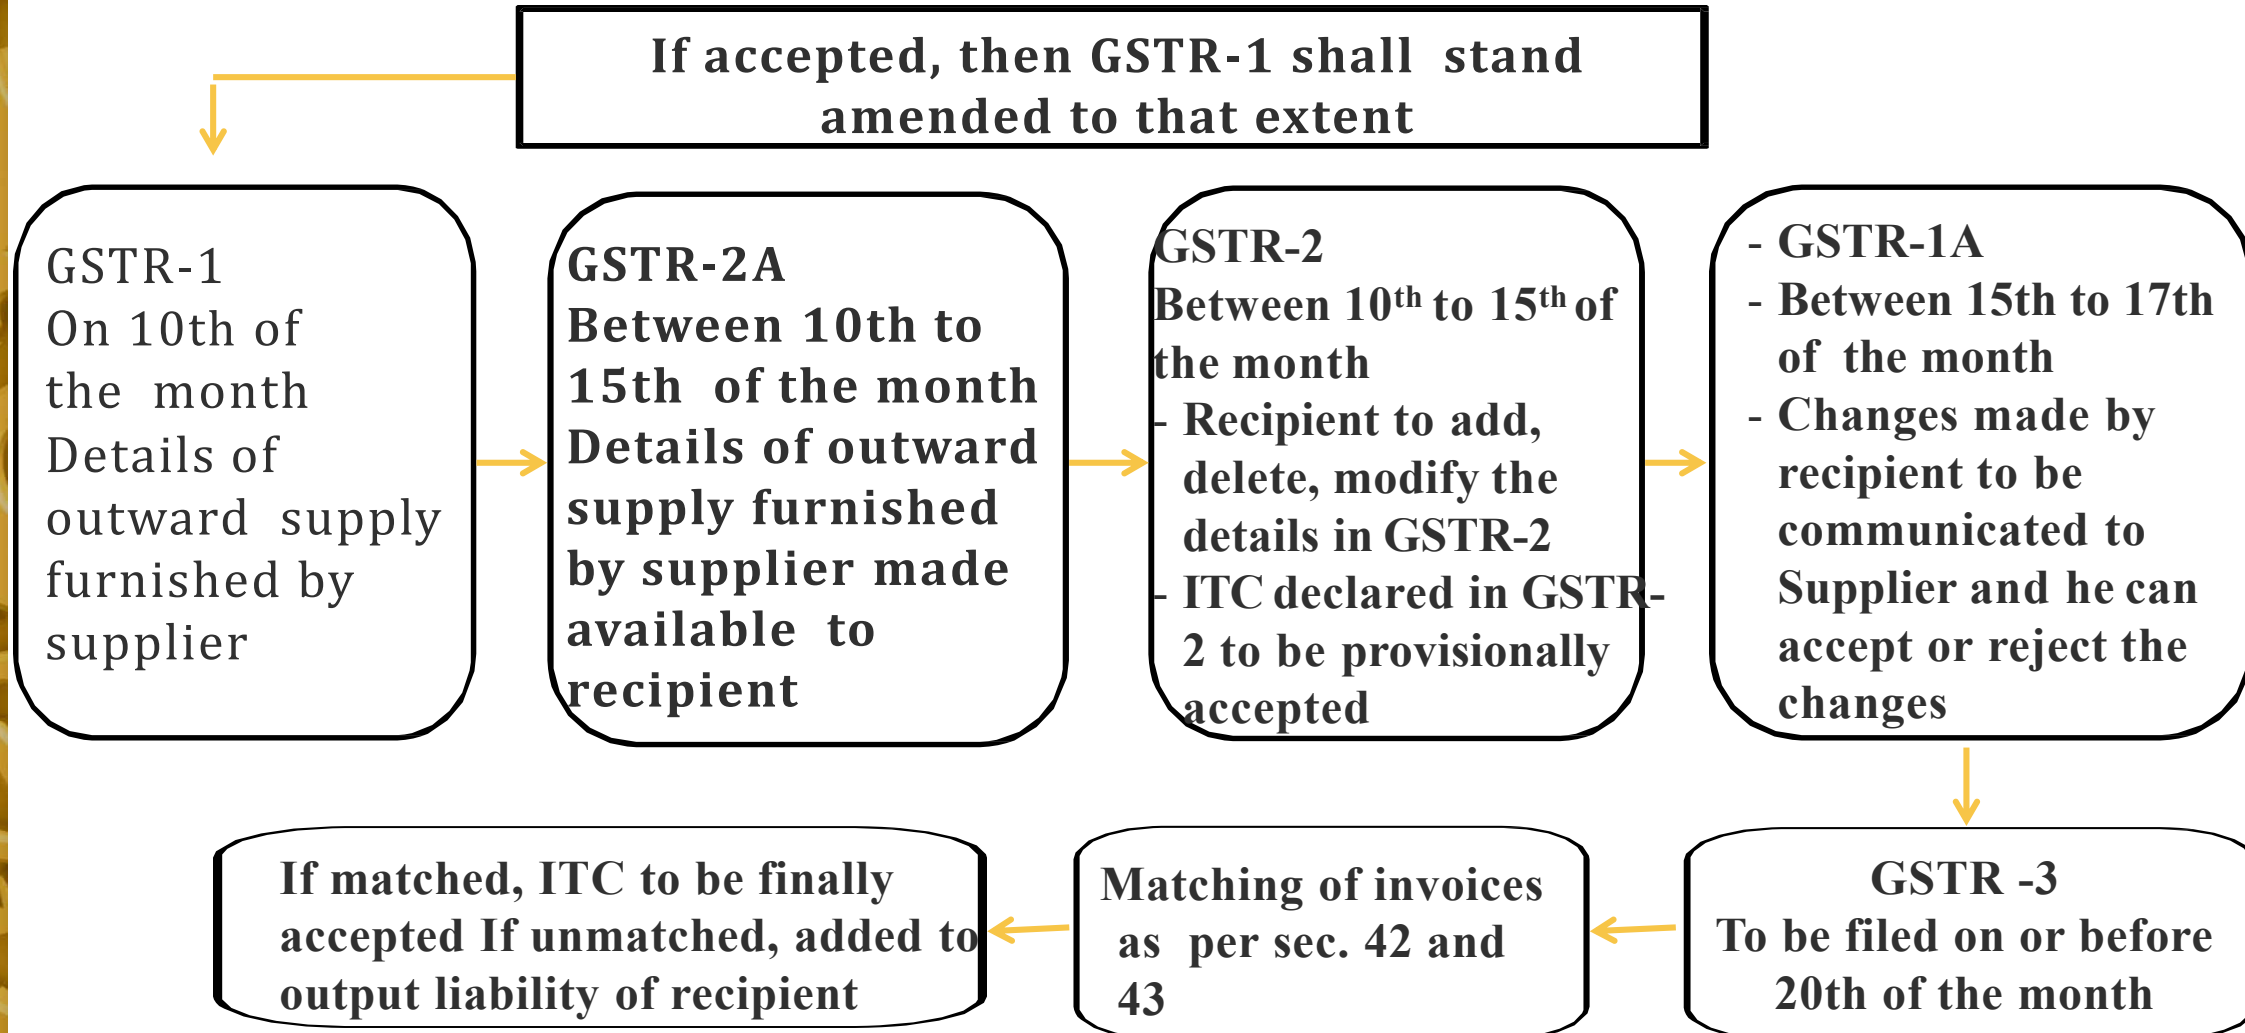 If accepted, then GSTR-1 shall stand
amended to that extent
GSTR-1
On 10th of
the month
Details of
outward supply
furnished by
supplier
GSTR-2A
Between 10th to
15th of the month
Details of outward
supply furnished
by supplier made
available to
recipient
GSTR-2
Between 10th to 15th of
the month
- Recipient to add,
delete, modify the
details in GSTR-2
- ITC declared in GSTR-
2 to be provisionally
accepted
- GSTR-1A
- Between 15th to 17th
of the month
- Changes made by
recipient to be
communicated to
Supplier and he can
accept or reject the
changes
If matched, ITC to be finally
accepted If unmatched, added to
output liability of recipient
Matching of invoices
as per sec. 42 and
43
GSTR -3
To be filed on or before
20th of the month